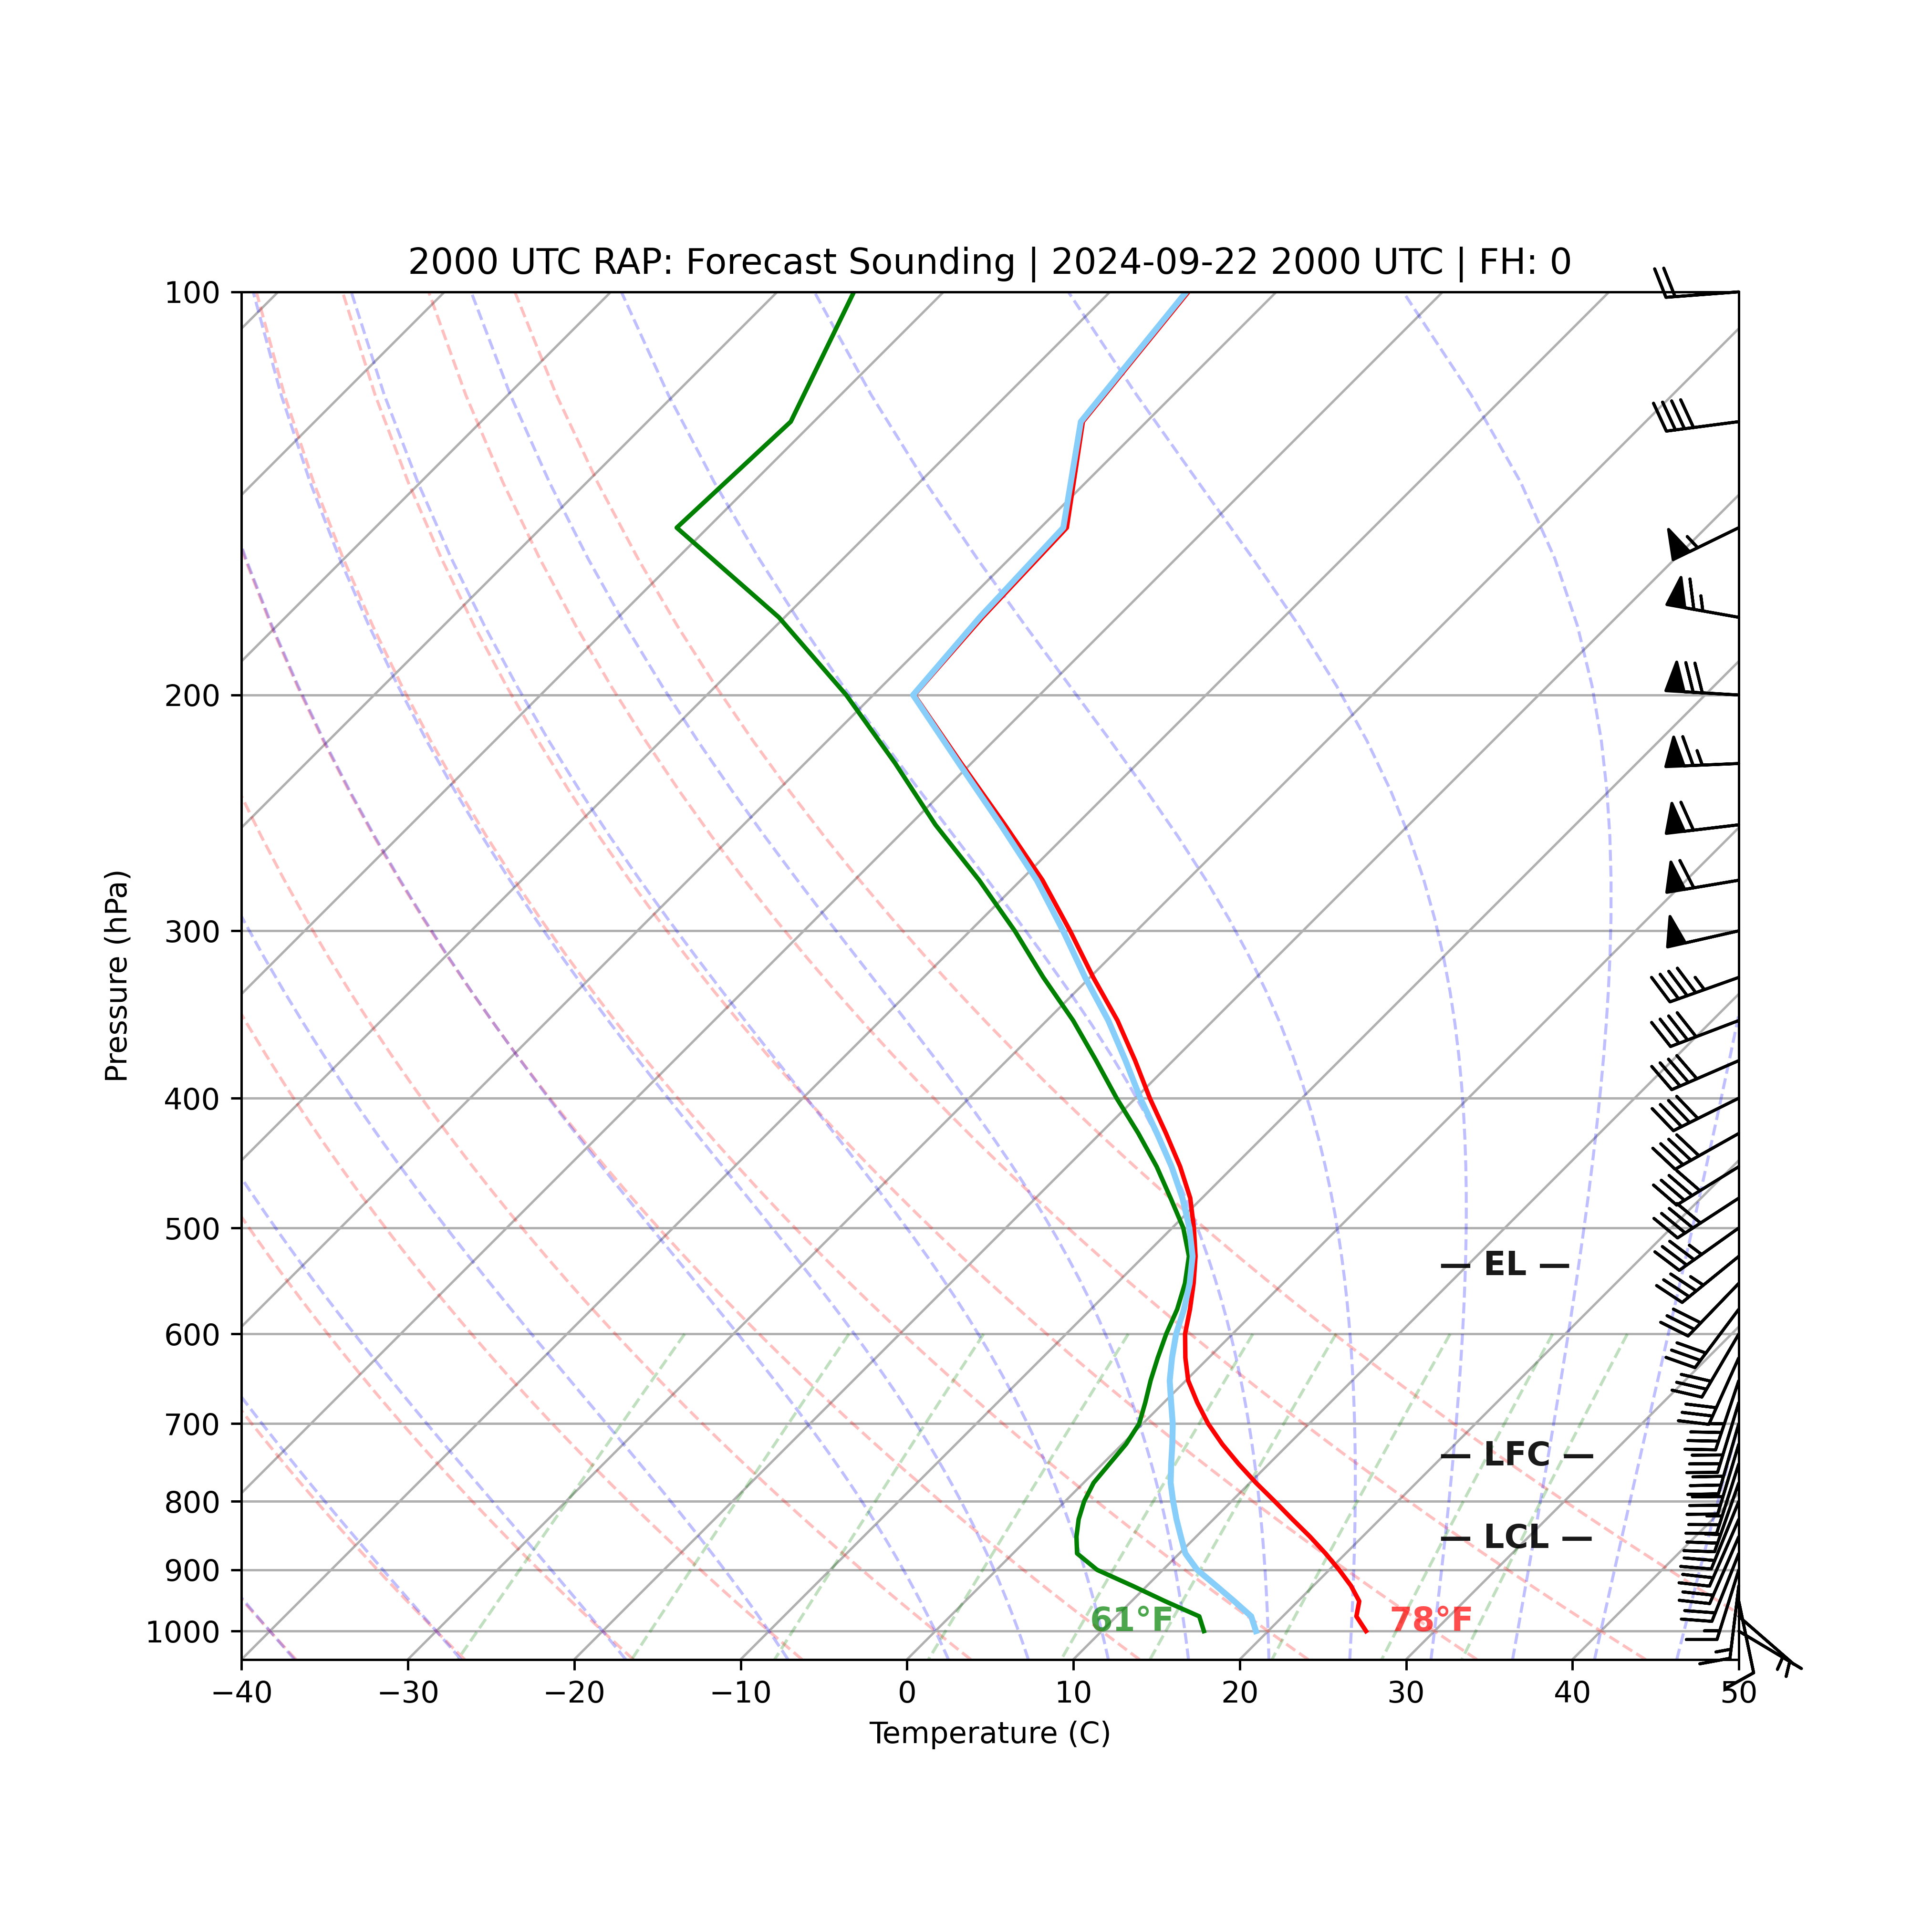 2000 UTC RAP: Forecast Sounding | 2024-09-22 2000 UTC | FH: 0
100
200
300
400
500
600
700
800
900
1000
Pressure (hPa)
— EL —
— LFC —
— LCL —
61°F
78°F
−40 −30 −20 −10 0 10 20 30 40 50
Temperature (C)